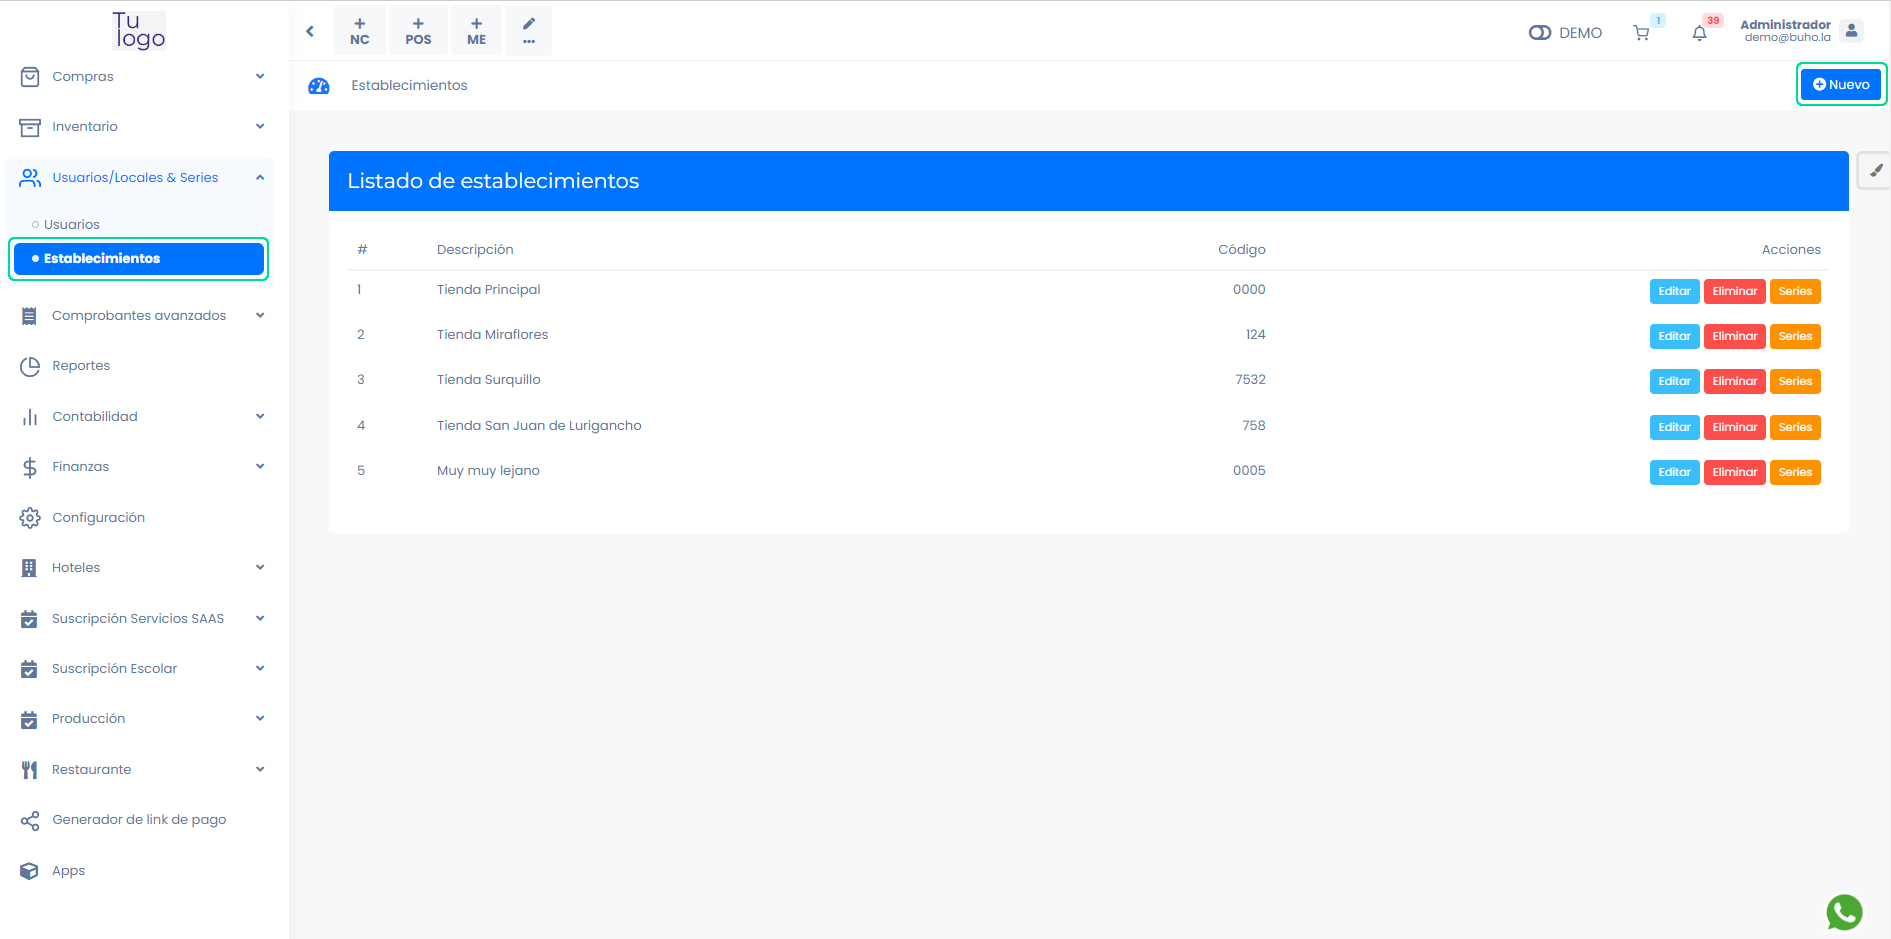 Tu
logo
NC
POS
ME
...
DEMO
1
39
Administrador
demo@buho.la
Establecimientos
Nuevo
Compras
Inventario
Usuarios/Locales & Series
Usuarios
Establecimientos
Comprobantes avanzados
Reportes
Contabilidad
Finanzas
Configuración
Hoteles
Suscripción Servicios SAAS
Suscripción Escolar
Producción
Restaurante
Generador de link de pago
Apps
Listado de establecimientos
# Descripción Código Acciones
1 Tienda Principal 0000 Editar Eliminar Series
2 Tienda Miraflores 124 Editar Eliminar Series
3 Tienda Surquillo 7532 Editar Eliminar Series
4 Tienda San Juan de Lurigancho 758 Editar Eliminar Series
5 Muy muy lejano 0005 Editar Eliminar Series